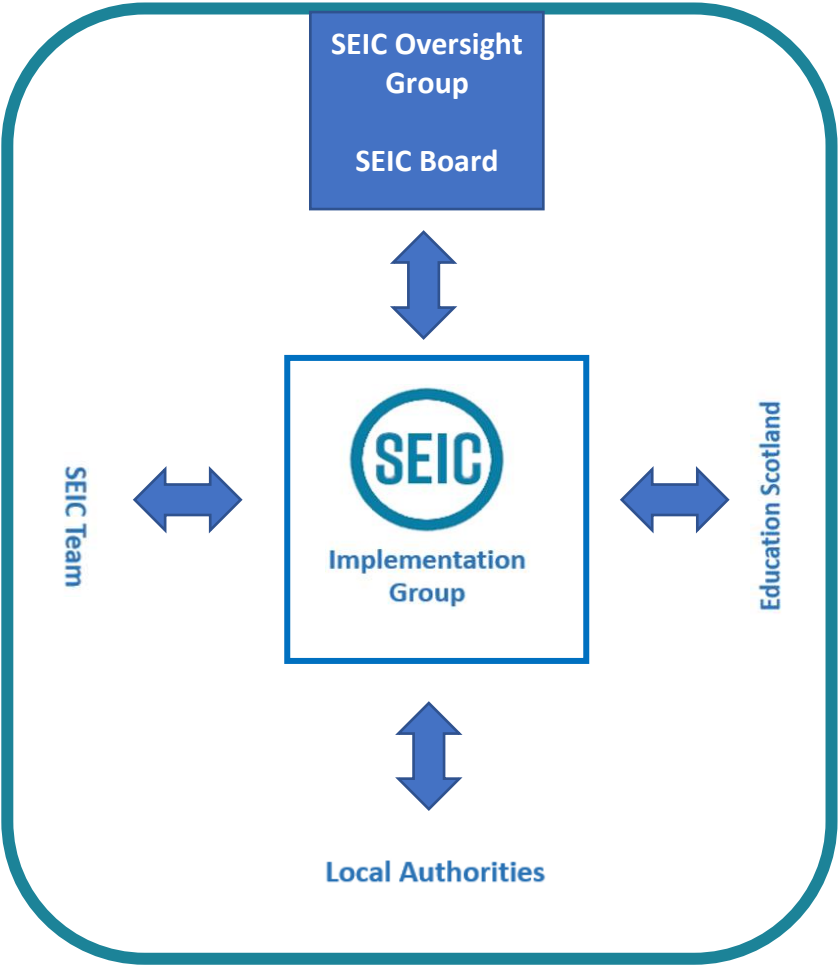 SEIC Oversight
Group
SEIC Board
SEIC
Implementation
Group
SEIC Team
Education Scotland
Local Authorities